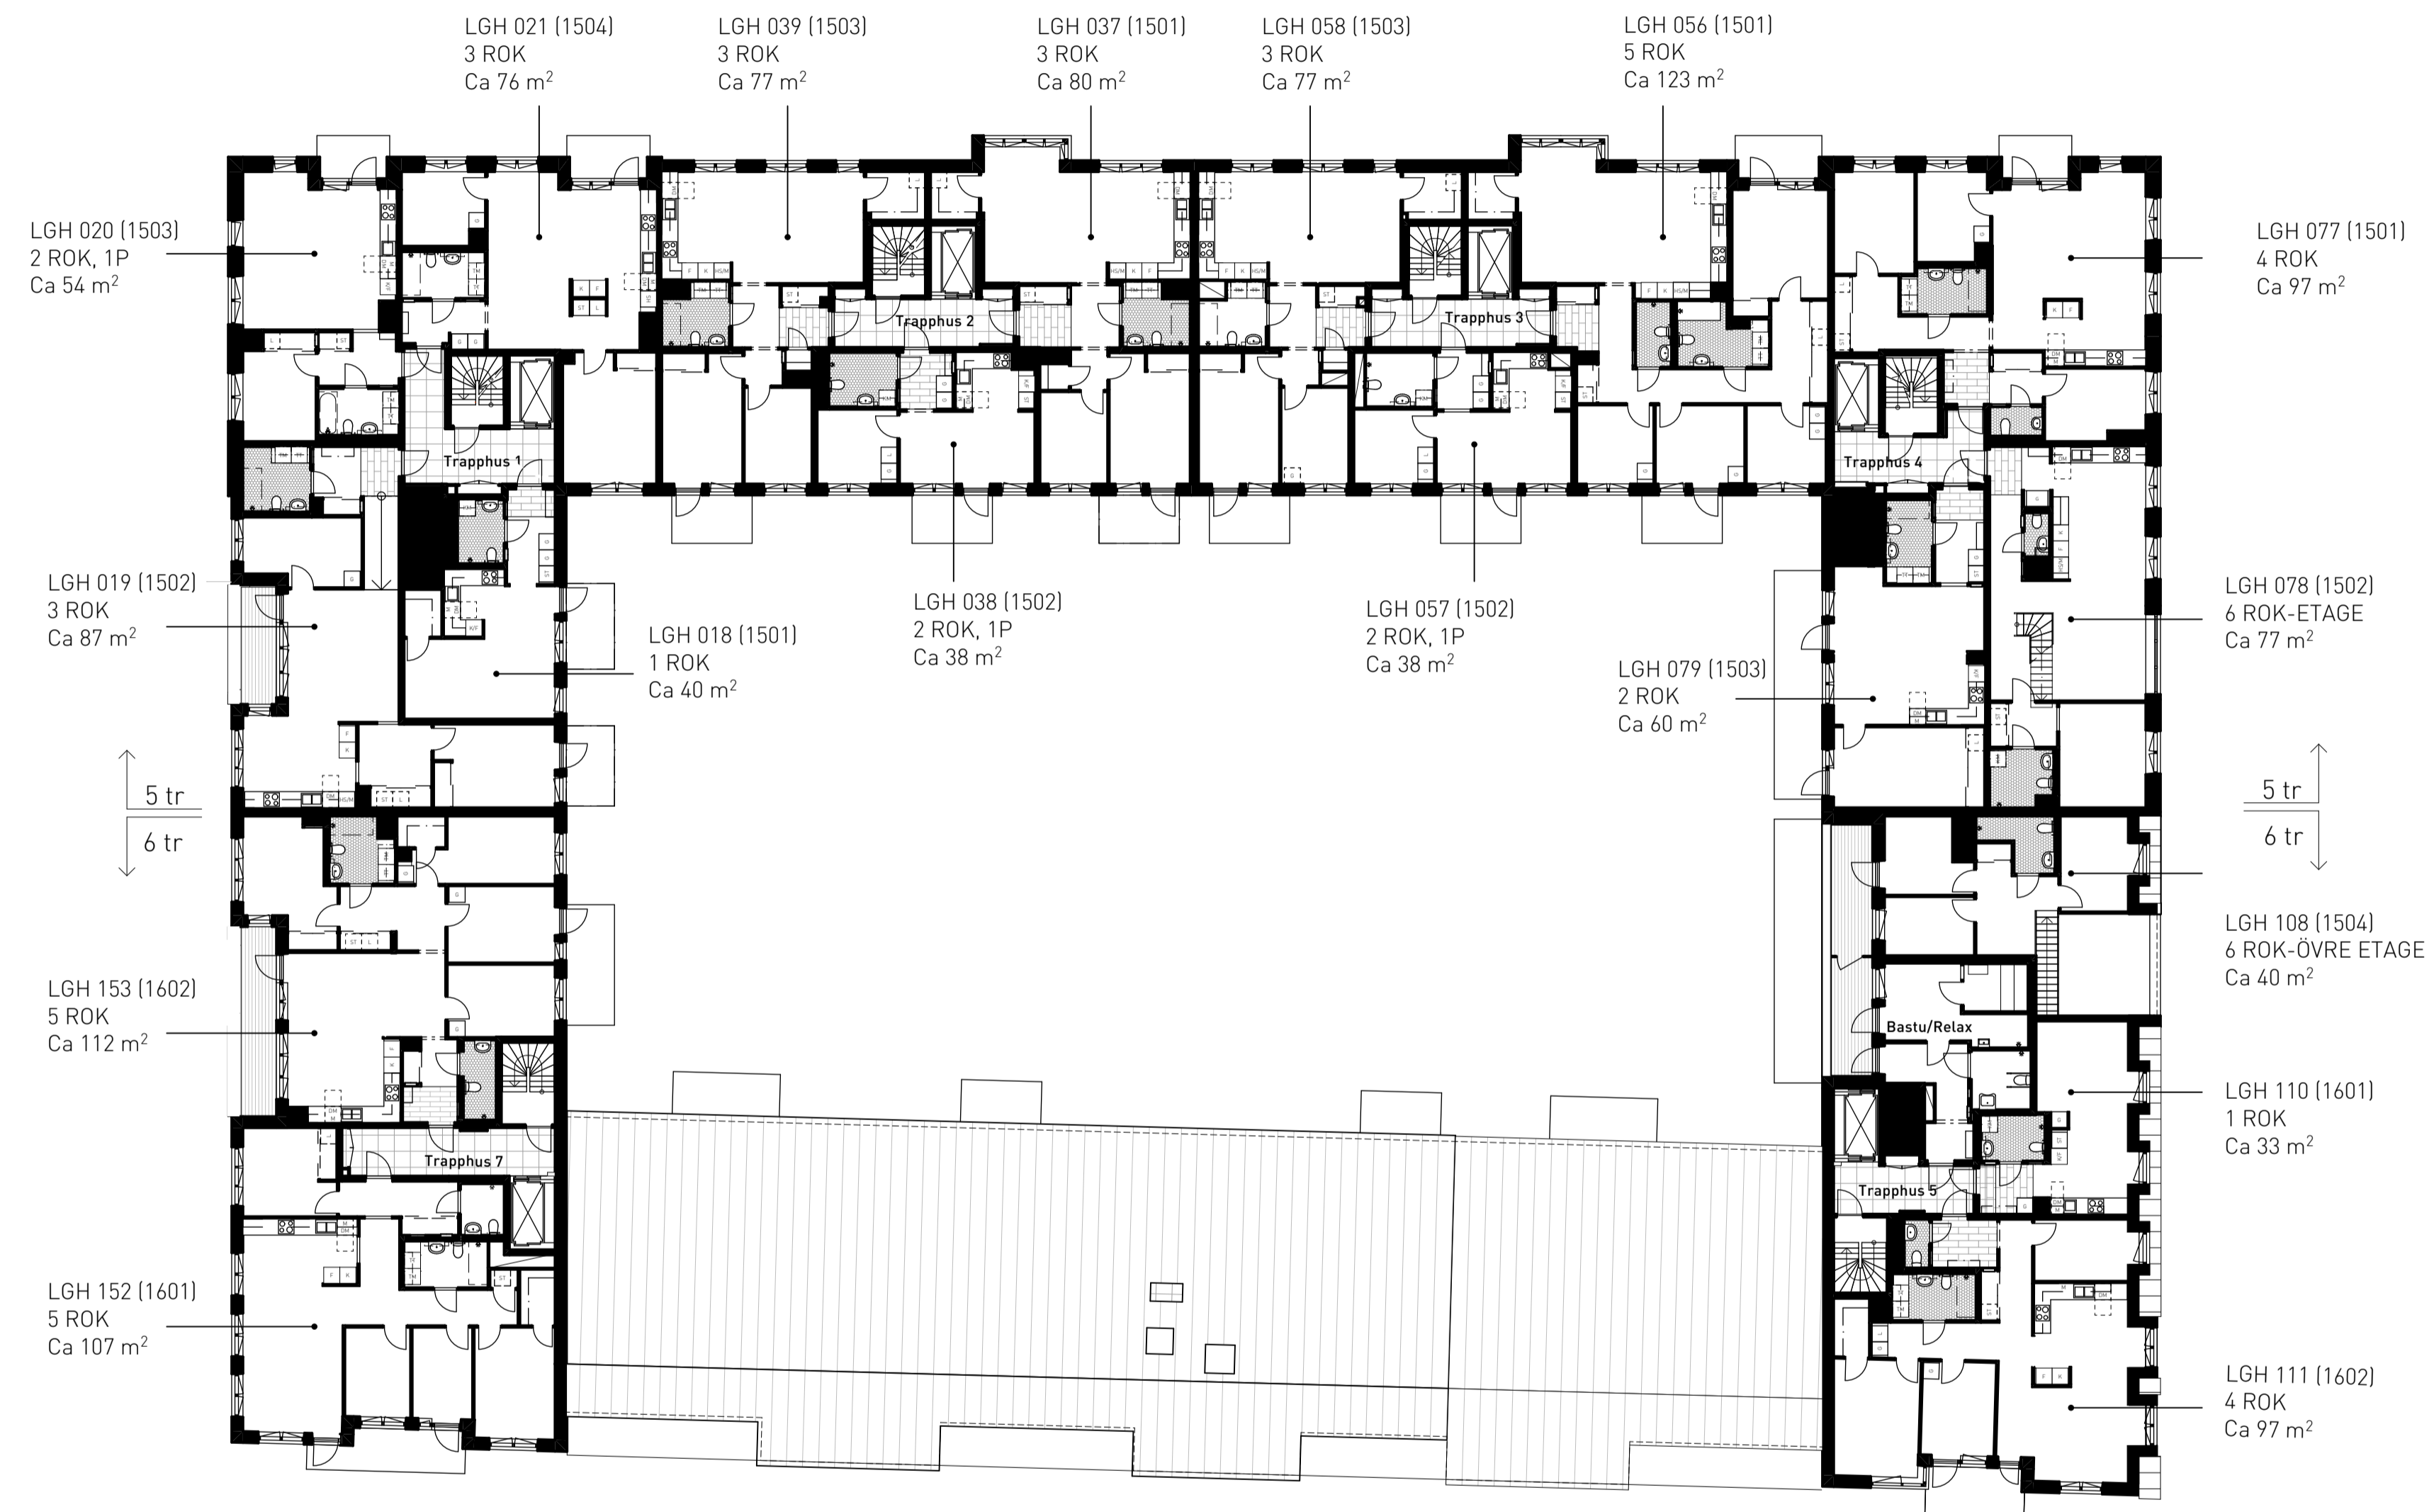 LGH 021 (1504)
3 ROK
Ca 76 m²
LGH 039 (1503)
3 ROK
Ca 77 m²
LGH 037 (1501)
3 ROK
Ca 80 m²
LGH 058 (1503)
3 ROK
Ca 77 m²
LGH 056 (1501)
5 ROK
Ca 123 m²
LGH 020 (1503)
2 ROK, 1P
Ca 54 m²
LGH 077 (1501)
4 ROK
Ca 97 m²
Trapphus 2
Trapphus 3
Trapphus 1
Trapphus 4
LGH 019 (1502)
3 ROK
Ca 87 m²
LGH 018 (1501)
1 ROK
Ca 40 m²
LGH 038 (1502)
2 ROK, 1P
Ca 38 m²
LGH 057 (1502)
2 ROK, 1P
Ca 38 m²
LGH 079 (1503)
2 ROK
Ca 60 m²
LGH 078 (1502)
6 ROK-ETAGE
Ca 77 m²
5 tr
6 tr
5 tr
6 tr
LGH 108 (1504)
6 ROK-ÖVRE ETAGE
Ca 40 m²
LGH 153 (1602)
5 ROK
Ca 112 m²
Bastu/Relax
LGH 110 (1601)
1 ROK
Ca 33 m²
Trapphus 7
Trapphus 5
LGH 152 (1601)
5 ROK
Ca 107 m²
LGH 111 (1602)
4 ROK
Ca 97 m²